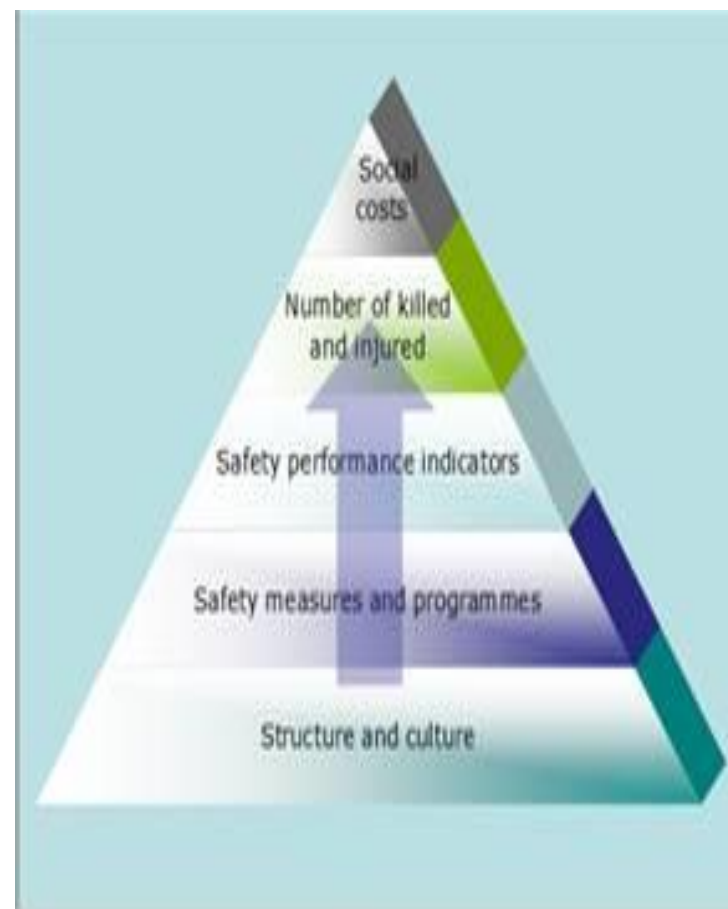 Social
costs
Number of killed
and injured
Safety performance indicators
Safety measures and programmes
Structure and culture